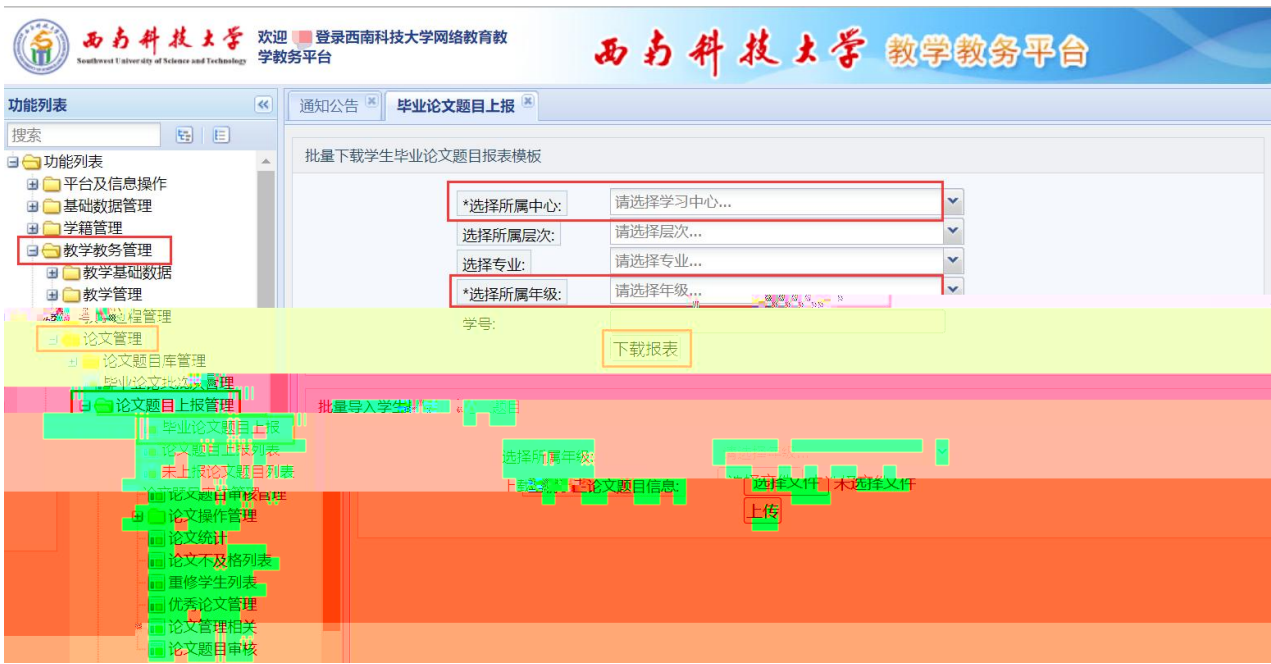 西南科技大学
Southwest University of Science and Technology
欢迎 登录西南科技大学网络教育教
学教务平台
西南科技大学 教学教务平台
功能列表
通知公告
毕业论文题目上报
搜索
功能列表
平台及信息操作
基础数据管理
学籍管理
教学教务管理
教学基础数据
教学管理
程管理
论文管理
论文题目库管理
毕业论文批次管理
论文题目上报管理
毕业论文题目上报
论文题目上报列表
未上报论文题目列表
论文题目审核管理
论文操作管理
论文统计
论文不及格列表
重修学生列表
优秀论文管理
论文管理相关
论文题目审核
批量下载学生毕业论文题目报表模板
*选择所属中心: 请选择学习中心...
选择所属层次: 请选择层次...
选择专业: 请选择专业...
*选择所属年级: 请选择年级...
学号:
下载报表
批量导入学生 题目
选择所属年级:
论文题目信息: 选择文件 未选择文件
上传